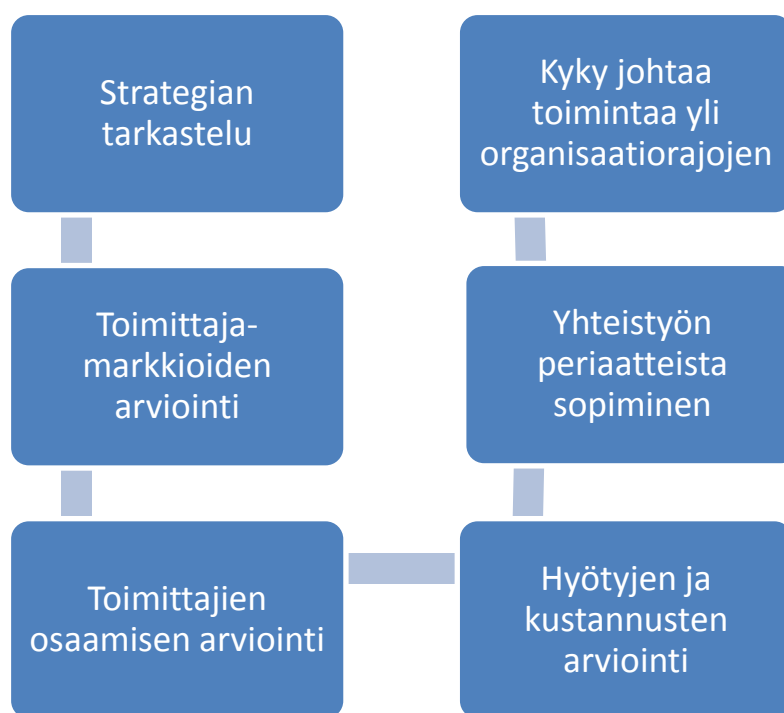 Strategian
tarkastelu
Toimittaja-
markkioiden
arviointi
Toimittajien
osaamisen arviointi
Hyötyjen ja
kustannusten
arviointi
Yhteistyön
periaatteista
sopiminen
Kyky johtaa
toimintaa yli
organisaatiorajojen